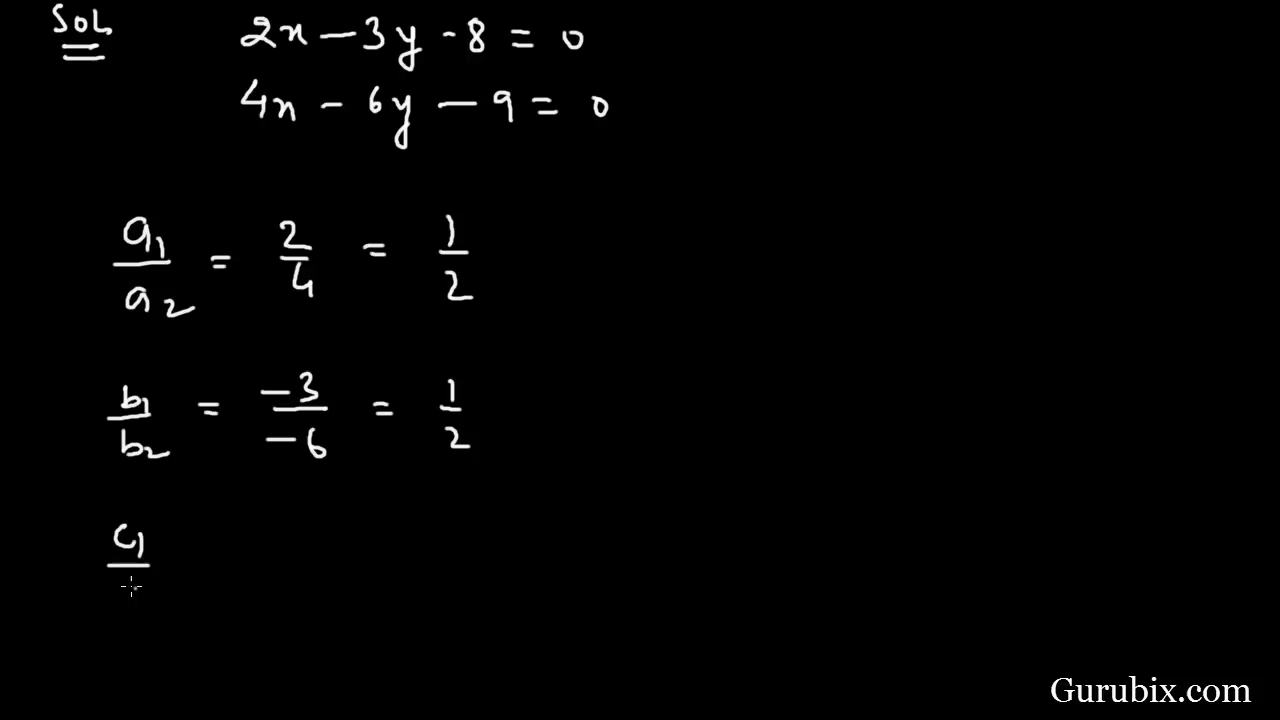 SOL 2x - 3y - 8 = 0
4x - 6y - 9 = 0
a1/a2 = 2/4 = 1/2
b1/b2 = -3/-6 = 1/2
c1
Gurubix.com